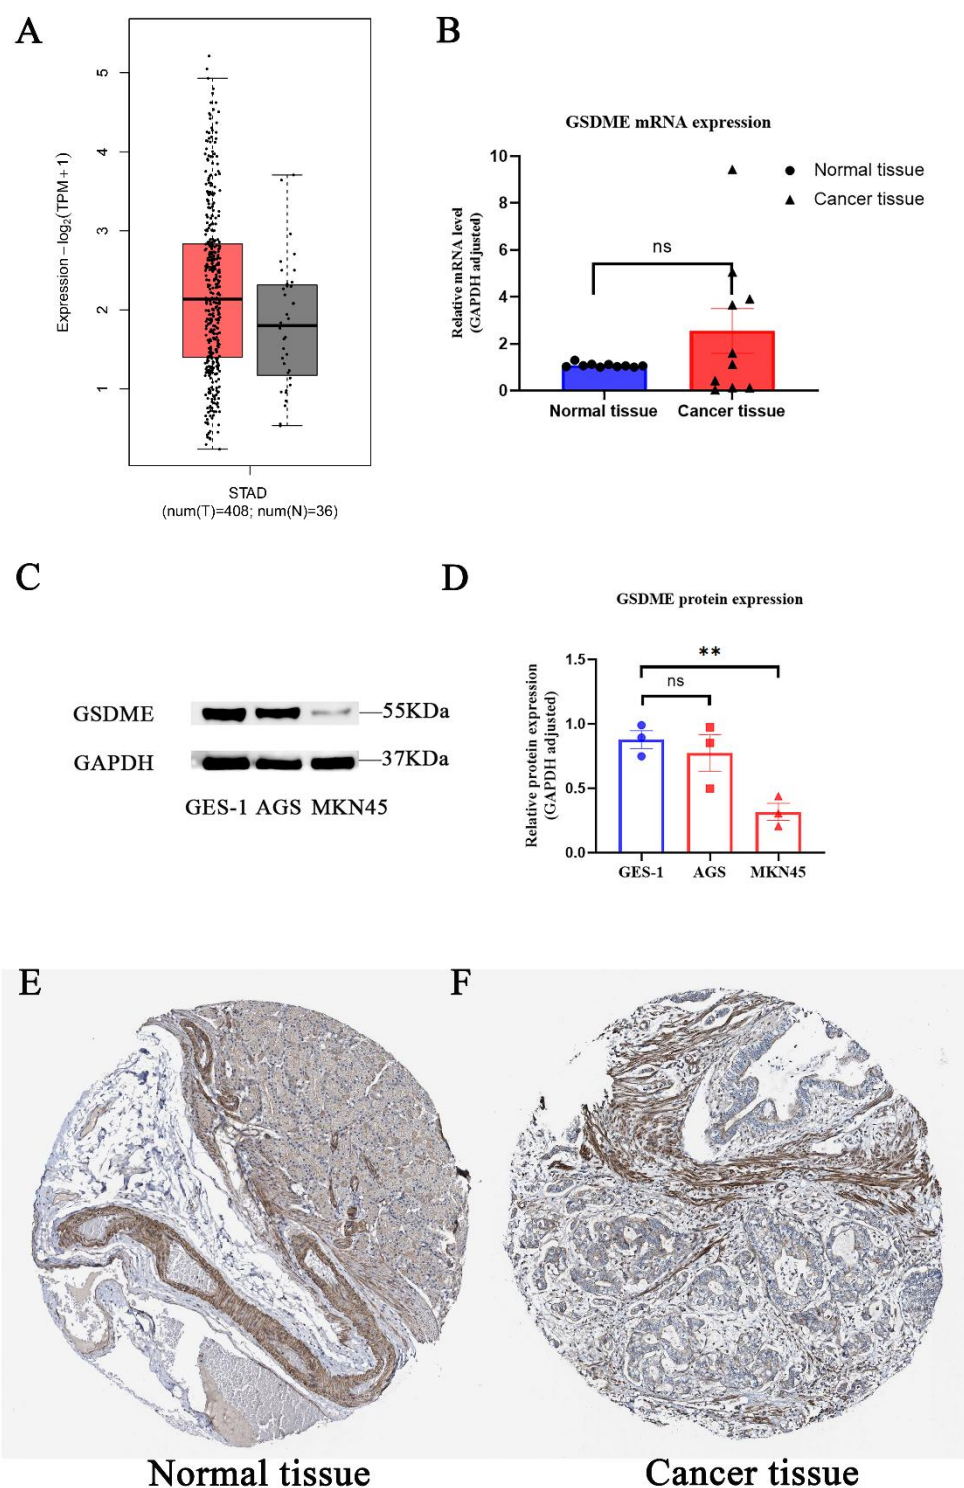 A
Expression − log₂(TPM + 1)
5
4
3
2
1
STAD
(num(T)=408; num(N)=36)
B
GSDME mRNA expression
Relative mRNA level
(GAPDH adjusted)
10
8
6
4
2
0
ns
Normal tissue
Cancer tissue
Normal tissue
Cancer tissue
C
GSDME
55KDa
GAPDH
37KDa
GES-1 AGS MKN45
D
GSDME protein expression
Relative protein expression
(GAPDH adjusted)
1.5
1.0
0.5
0.0
**
ns
GES-1
AGS
MKN45
E
F
Normal tissue
Cancer tissue